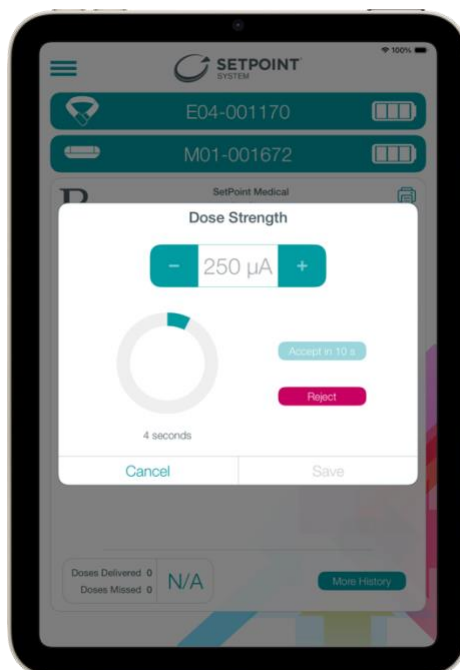 100%
SETPOINT
SYSTEM
E04-001170
M01-001672
SetPoint Medical
Dose Strength
− 250 µA +
Accept in 10 s
Reject
4 seconds
Cancel Save
Doses Delivered 0
Doses Missed 0
N/A
More History